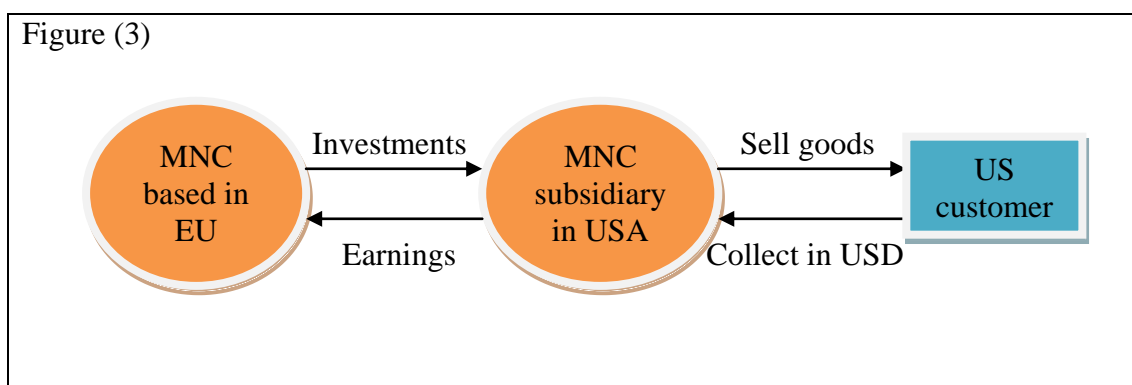 Figure (3)
MNC
based in
EU
Investments
Earnings
MNC
subsidiary
in USA
Sell goods
Collect in USD
US
customer